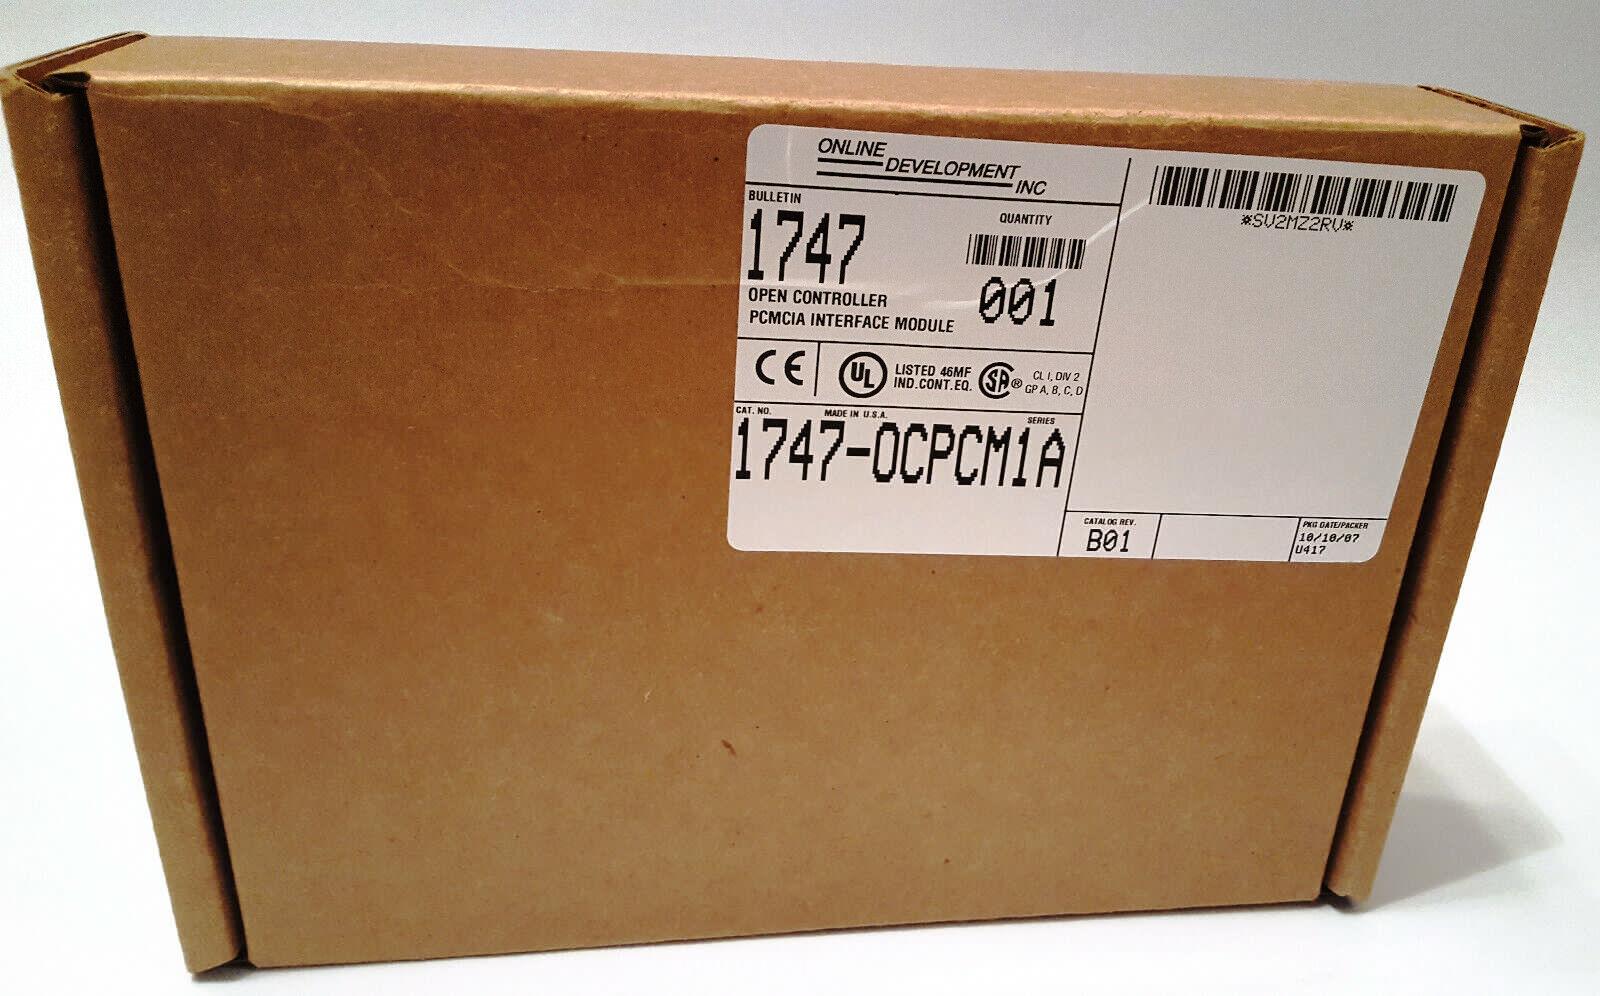 ONLINE
DEVELOPMENT
INC
*SV2MZ2RV*
BULLETIN
1747
QUANTITY
001
OPEN CONTROLLER
PCMCIA INTERFACE MODULE
CE
UL
LISTED 46MF
IND.CONT.EQ.
SA®
CL I, DIV 2
GP A, B, C, D
CAT. NO. MADE IN U.S.A. SERIES
1747-OCPCM1A
CATALOG REV.
B01
PKG DATE/PACKER
10/10/07
U417